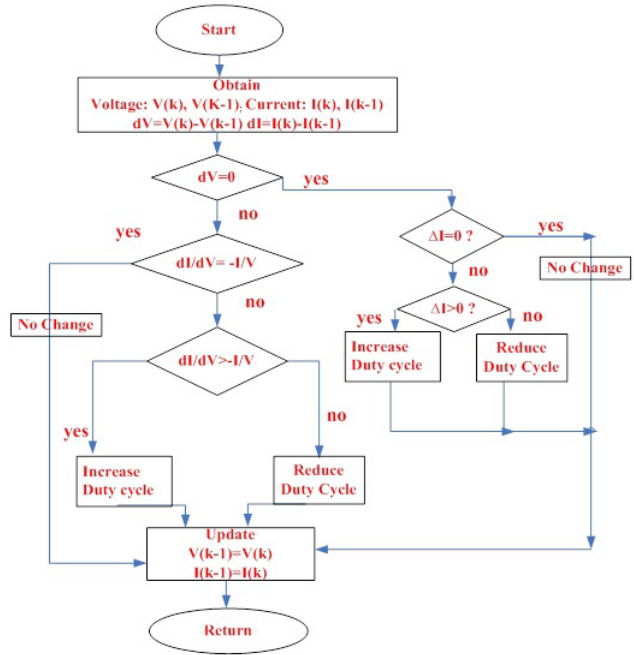 Start
Obtain
Voltage: V(k), V(K-1), Current: I(k), I(k-1)
dV=V(k)-V(k-1) dI=I(k)-I(k-1)
dV=0
yes
no
ΔI=0 ?
yes
No Change
no
ΔI>0 ?
yes
no
Increase
Duty cycle
Reduce
Duty Cycle
yes
dI/dV= -I/V
No Change
no
dI/dV>-I/V
yes
no
Increase
Duty cycle
Reduce
Duty Cycle
Update
V(k-1)=V(k)
I(k-1)=I(k)
Return